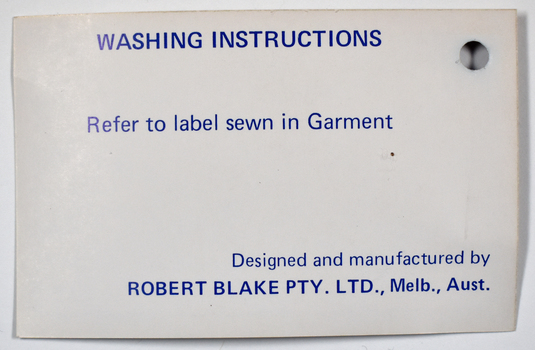 WASHING INSTRUCTIONS
Refer to label sewn in Garment
Designed and manufactured by
ROBERT BLAKE PTY. LTD., Melb., Aust.